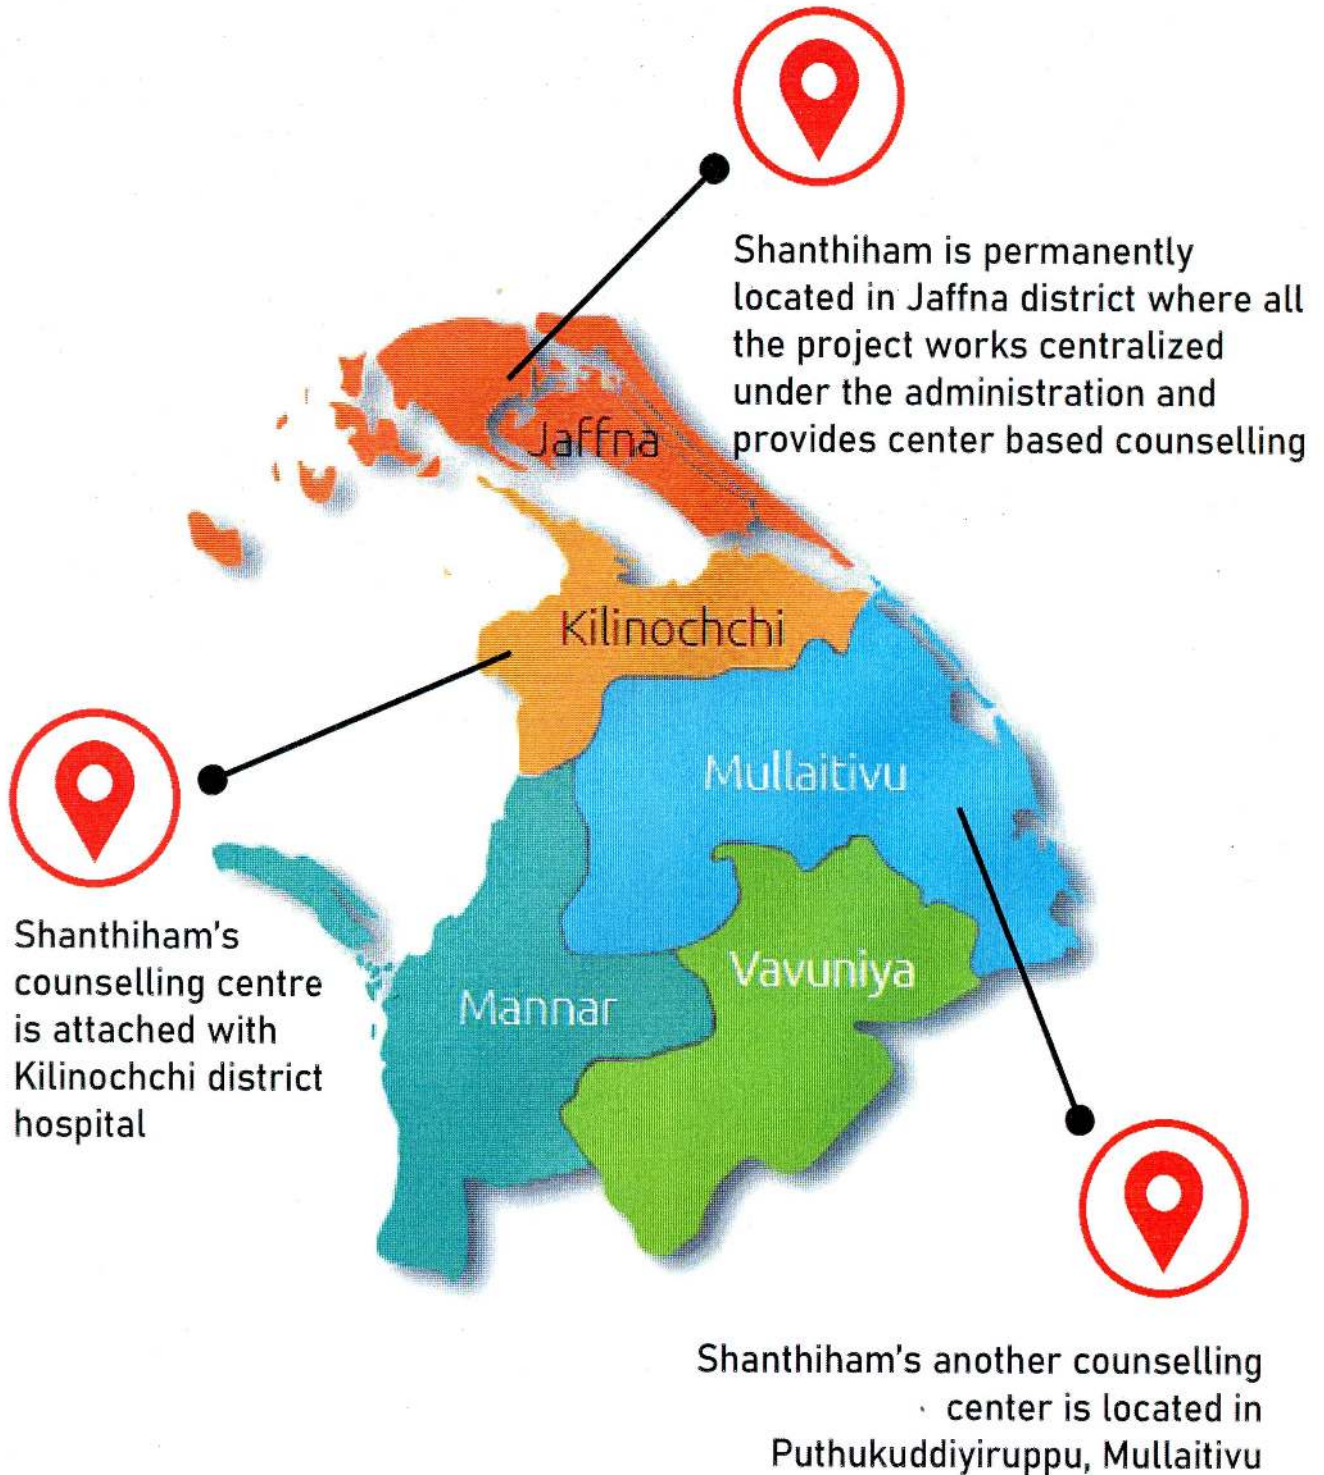 Shanthiham is permanently
located in Jaffna district where all
the project works centralized
under the administration and
provides center based counselling
Jaffna
Kilinochchi
Mullaitivu
Shanthiham's
counselling centre
is attached with
Kilinochchi district
hospital
Vavuniya
Mannar
Shanthiham's another counselling
center is located in
Puthukuddiyiruppu, Mullaitivu